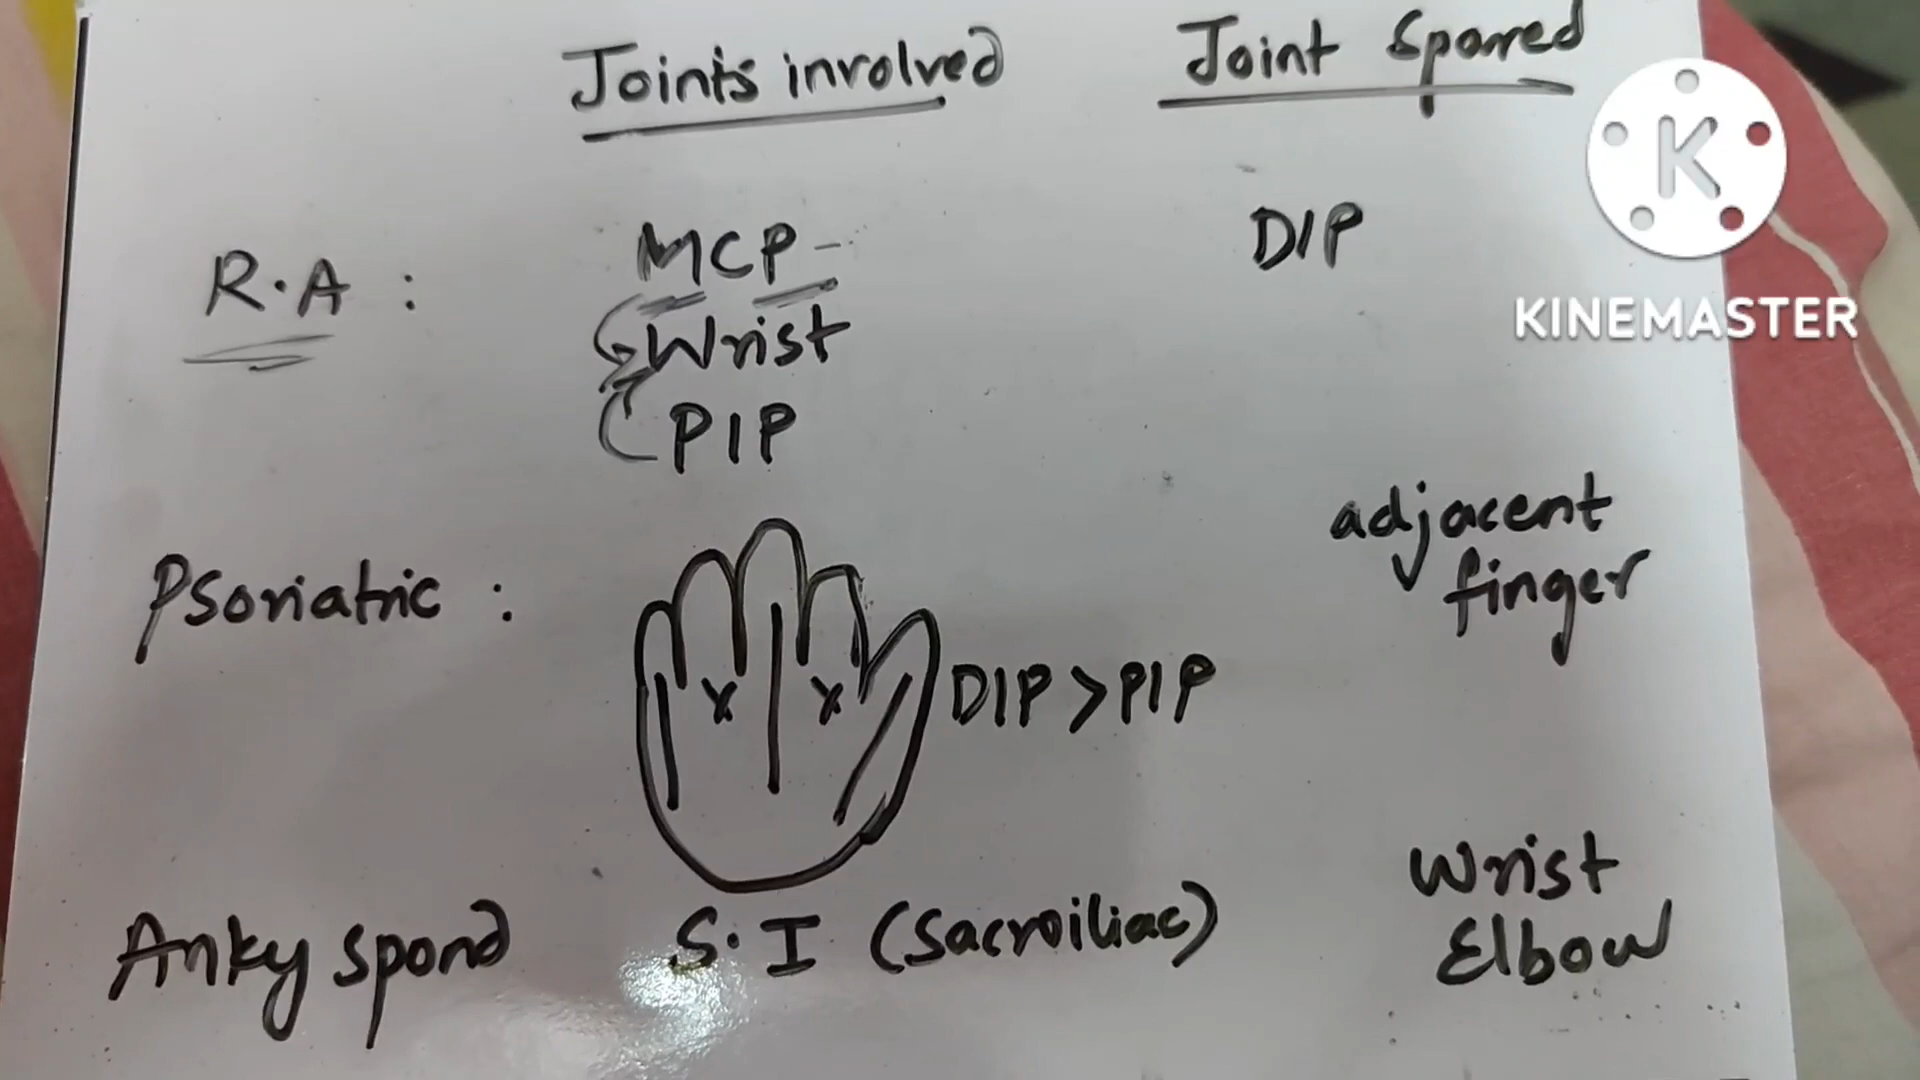 Joints involved Joint Spared
R.A : MCP - DIP
Wrist
PIP
adjacent
finger
Psoriatric :
x x DIP > PIP
Wrist
Anky spond S.I (Sacroiliac) Elbow
K
KINEMASTER